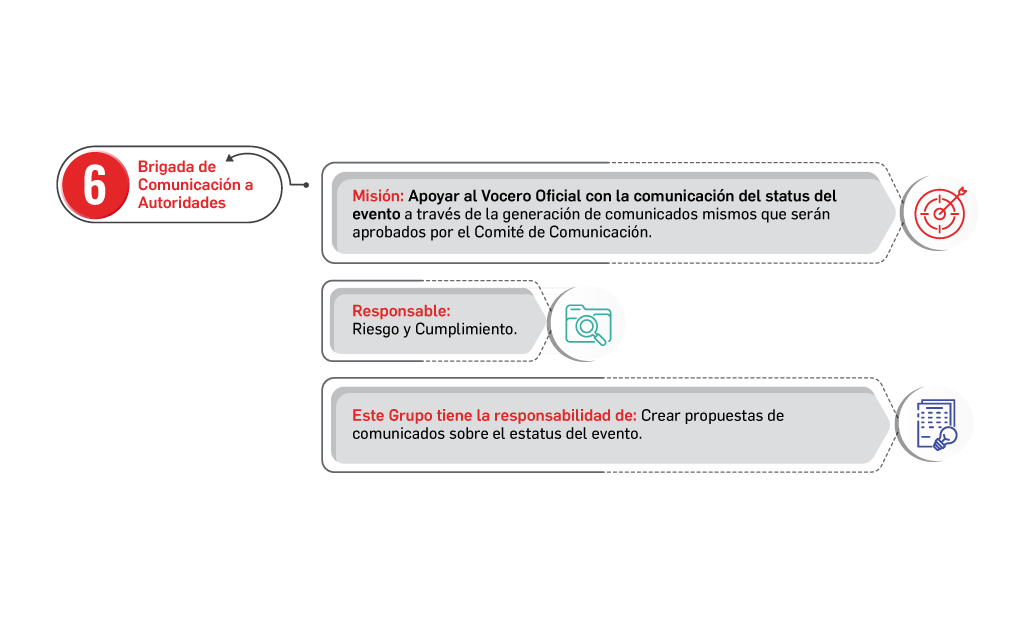 6
Brigada de
Comunicación a
Autoridades
Misión: Apoyar al Vocero Oficial con la comunicación del status del
evento a través de la generación de comunicados mismos que serán
aprobados por el Comité de Comunicación.
Responsable:
Riesgo y Cumplimiento.
Este Grupo tiene la responsabilidad de: Crear propuestas de
comunicados sobre el estatus del evento.